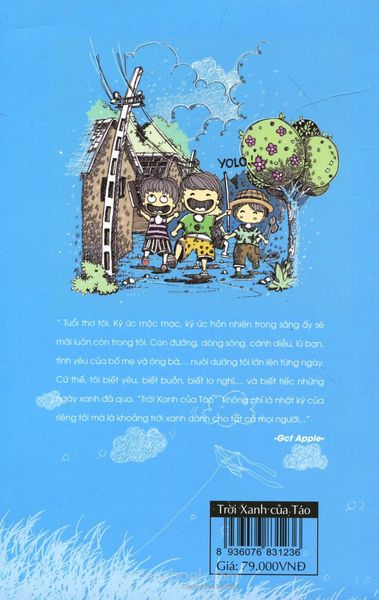 YOLO
" Tuổi thơ tôi. Ký ức mộc mạc, ký ức hồn nhiên trong sáng ấy sẽ
mãi luôn còn trong tôi. Con đường, dòng sông, cánh diều, lũ bạn,
tình yêu của bố mẹ và ông bà,... nuôi dưỡng tôi lớn lên từng ngày.
Cứ thế, tôi biết yêu, biết buồn, biết lo nghĩ,... và biết tiếc những
ngày xanh đã qua. "Trời Xanh của Táo" không chỉ là nhật ký của
riêng tôi mà là khoảng trời xanh dành cho tất cả mọi người..."
-Gct Apple-
Trời Xanh của Táo
8 936076 831236
Giá: 79.000VNĐ